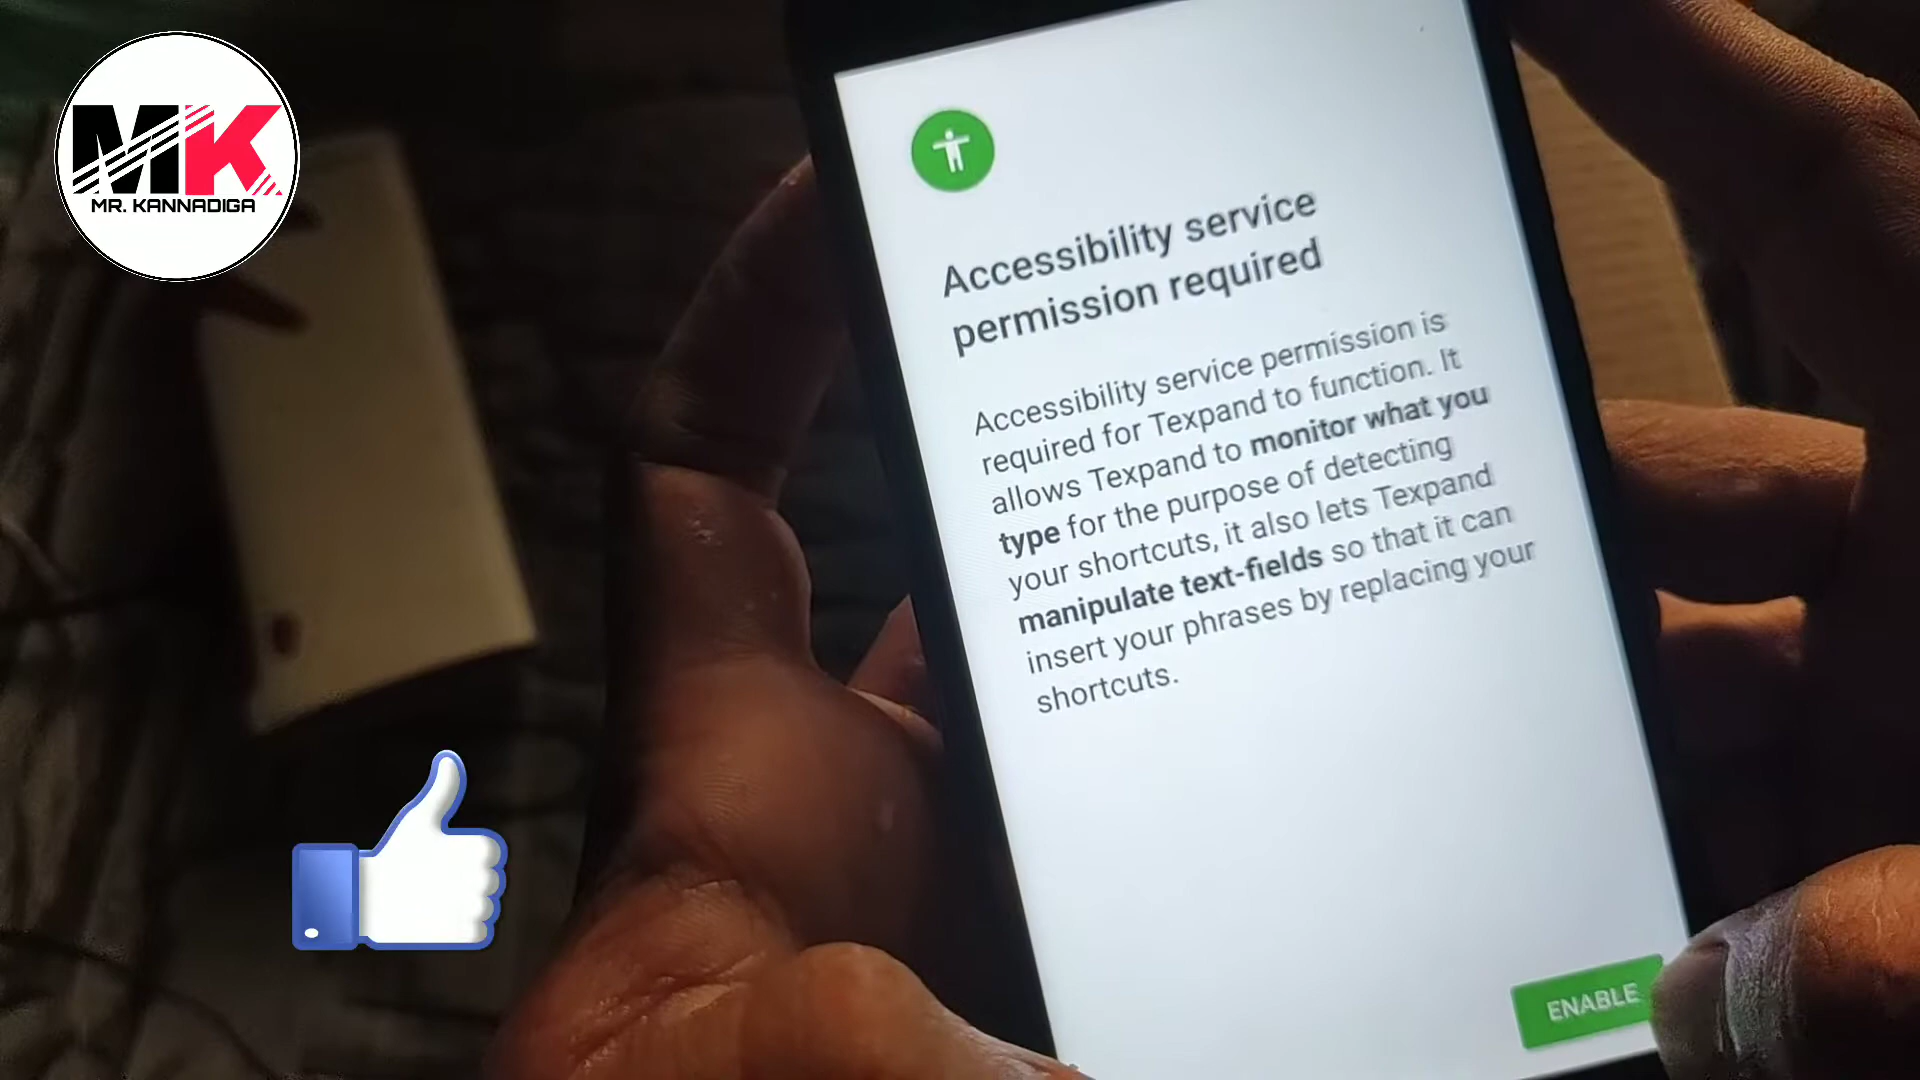 MK
MR. KANNADIGA
Accessibility service
permission required
Accessibility service permission is
required for Texpand to function. It
allows Texpand to monitor what you
type for the purpose of detecting
your shortcuts, it also lets Texpand
manipulate text-fields so that it can
insert your phrases by replacing your
shortcuts.
ENABLE